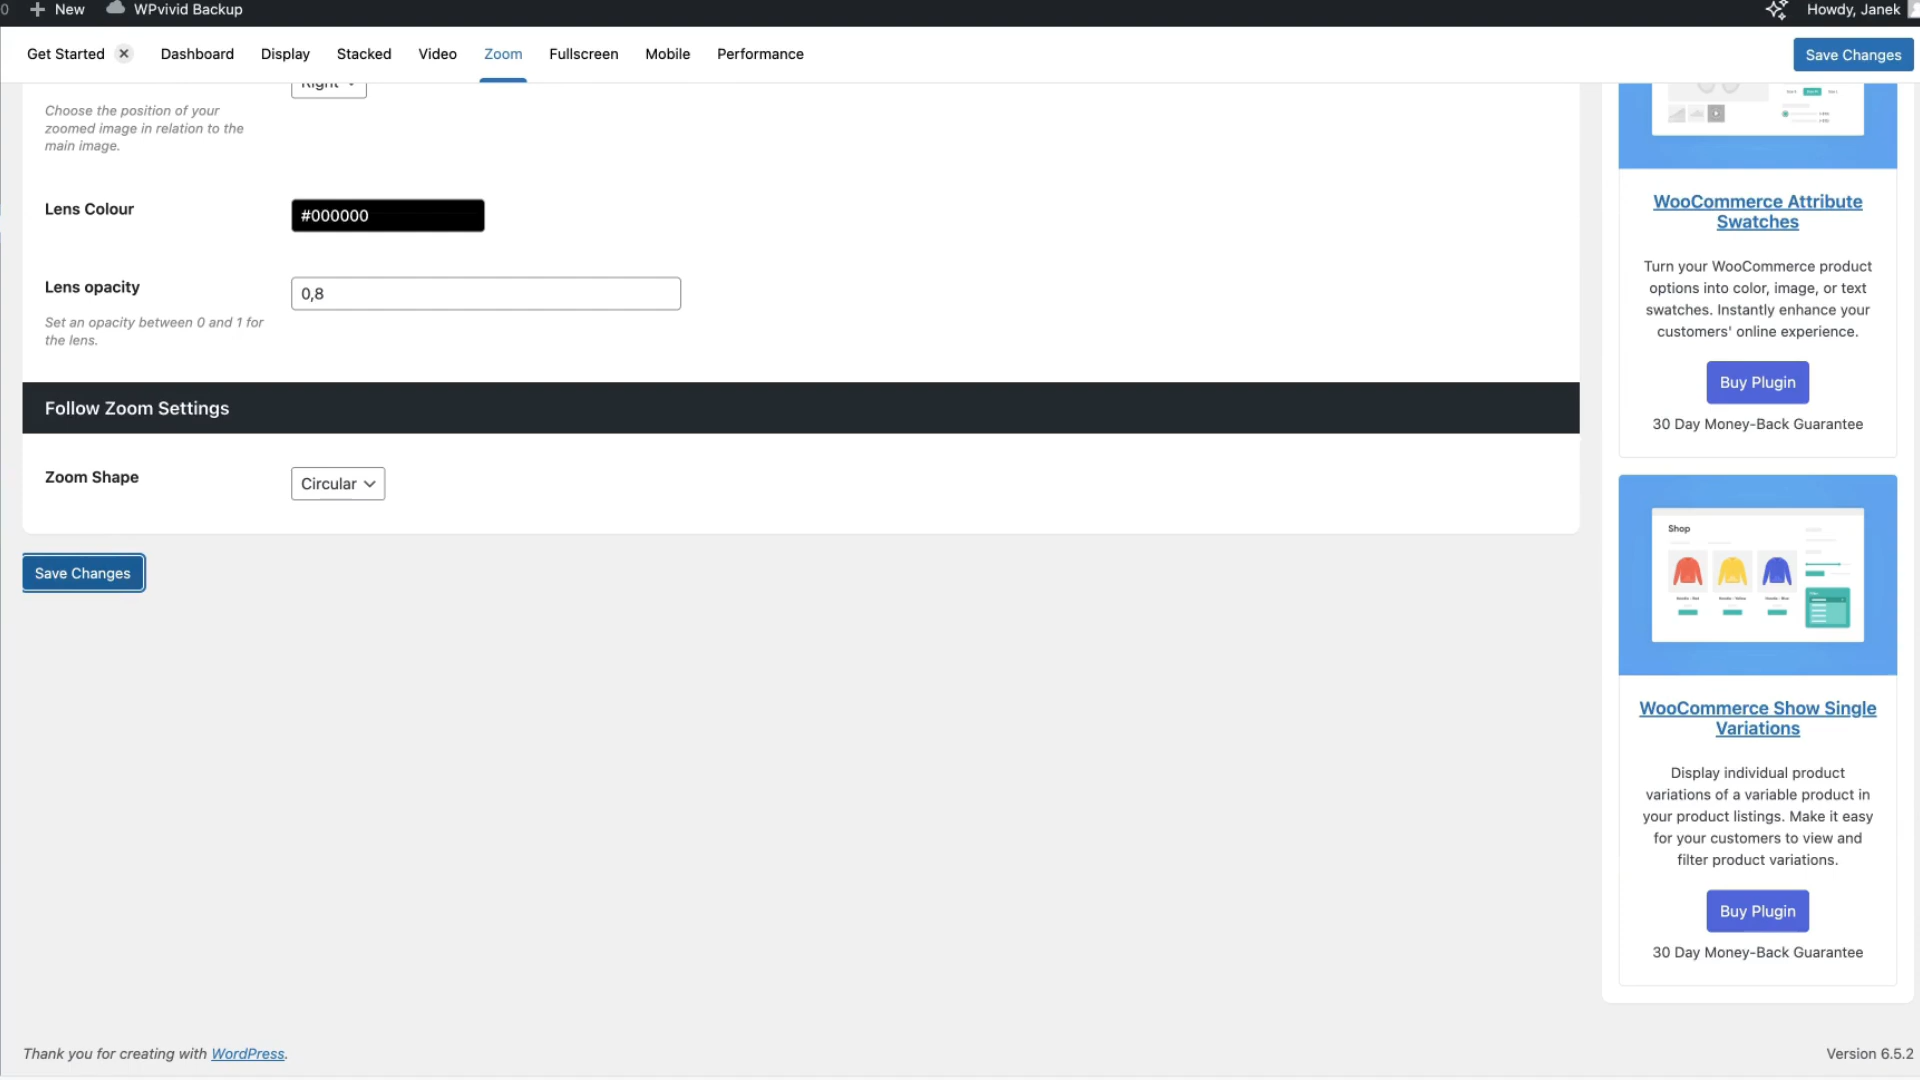 0 New WPvivid Backup Howdy, Janek
Get Started Dashboard Display Stacked Video Zoom Fullscreen Mobile Performance Save Changes
Right
Choose the position of your
zoomed image in relation to the
main image.
Lens Colour
#000000
Lens opacity
0,8
Set an opacity between 0 and 1 for
the lens.
Follow Zoom Settings
Zoom Shape
Circular
Save Changes
WooCommerce Attribute
Swatches
Turn your WooCommerce product
options into color, image, or text
swatches. Instantly enhance your
customers' online experience.
Buy Plugin
30 Day Money-Back Guarantee
Shop
WooCommerce Show Single
Variations
Display individual product
variations of a variable product in
your product listings. Make it easy
for your customers to view and
filter product variations.
Buy Plugin
30 Day Money-Back Guarantee
Thank you for creating with WordPress.
Version 6.5.2